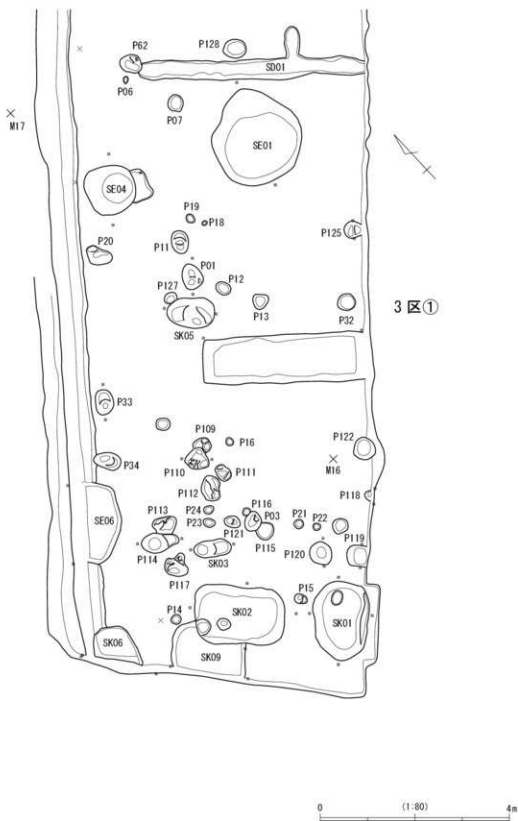 P62
P128
SD01
P06
P07
M17
SE01
SE04
P19
P18
P125
P11
P20
P01
P12
P127
P13
P32
3区①
SK05
P33
P109
P16
P122
P110
M16
P34
P111
P112
P118
P24
P116
P21
P22
P113
P23
P03
SE06
P121
P115
P119
P114
P120
SK03
P117
P15
P14
SK02
SK01
SK06
SK09
0
(1:80)
4m